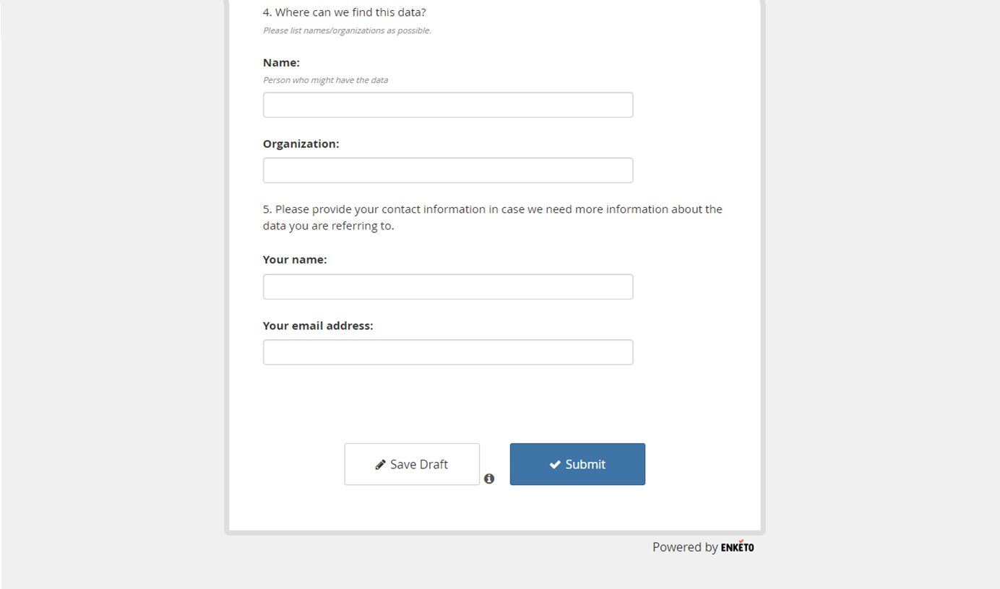 4. Where can we find this data?
Please list names/organizations as possible.
Name:
Person who might have the data
Organization:
5. Please provide your contact information in case we need more information about the
data you are referring to.
Your name:
Your email address:
Save Draft
Submit
Powered by ENKETO